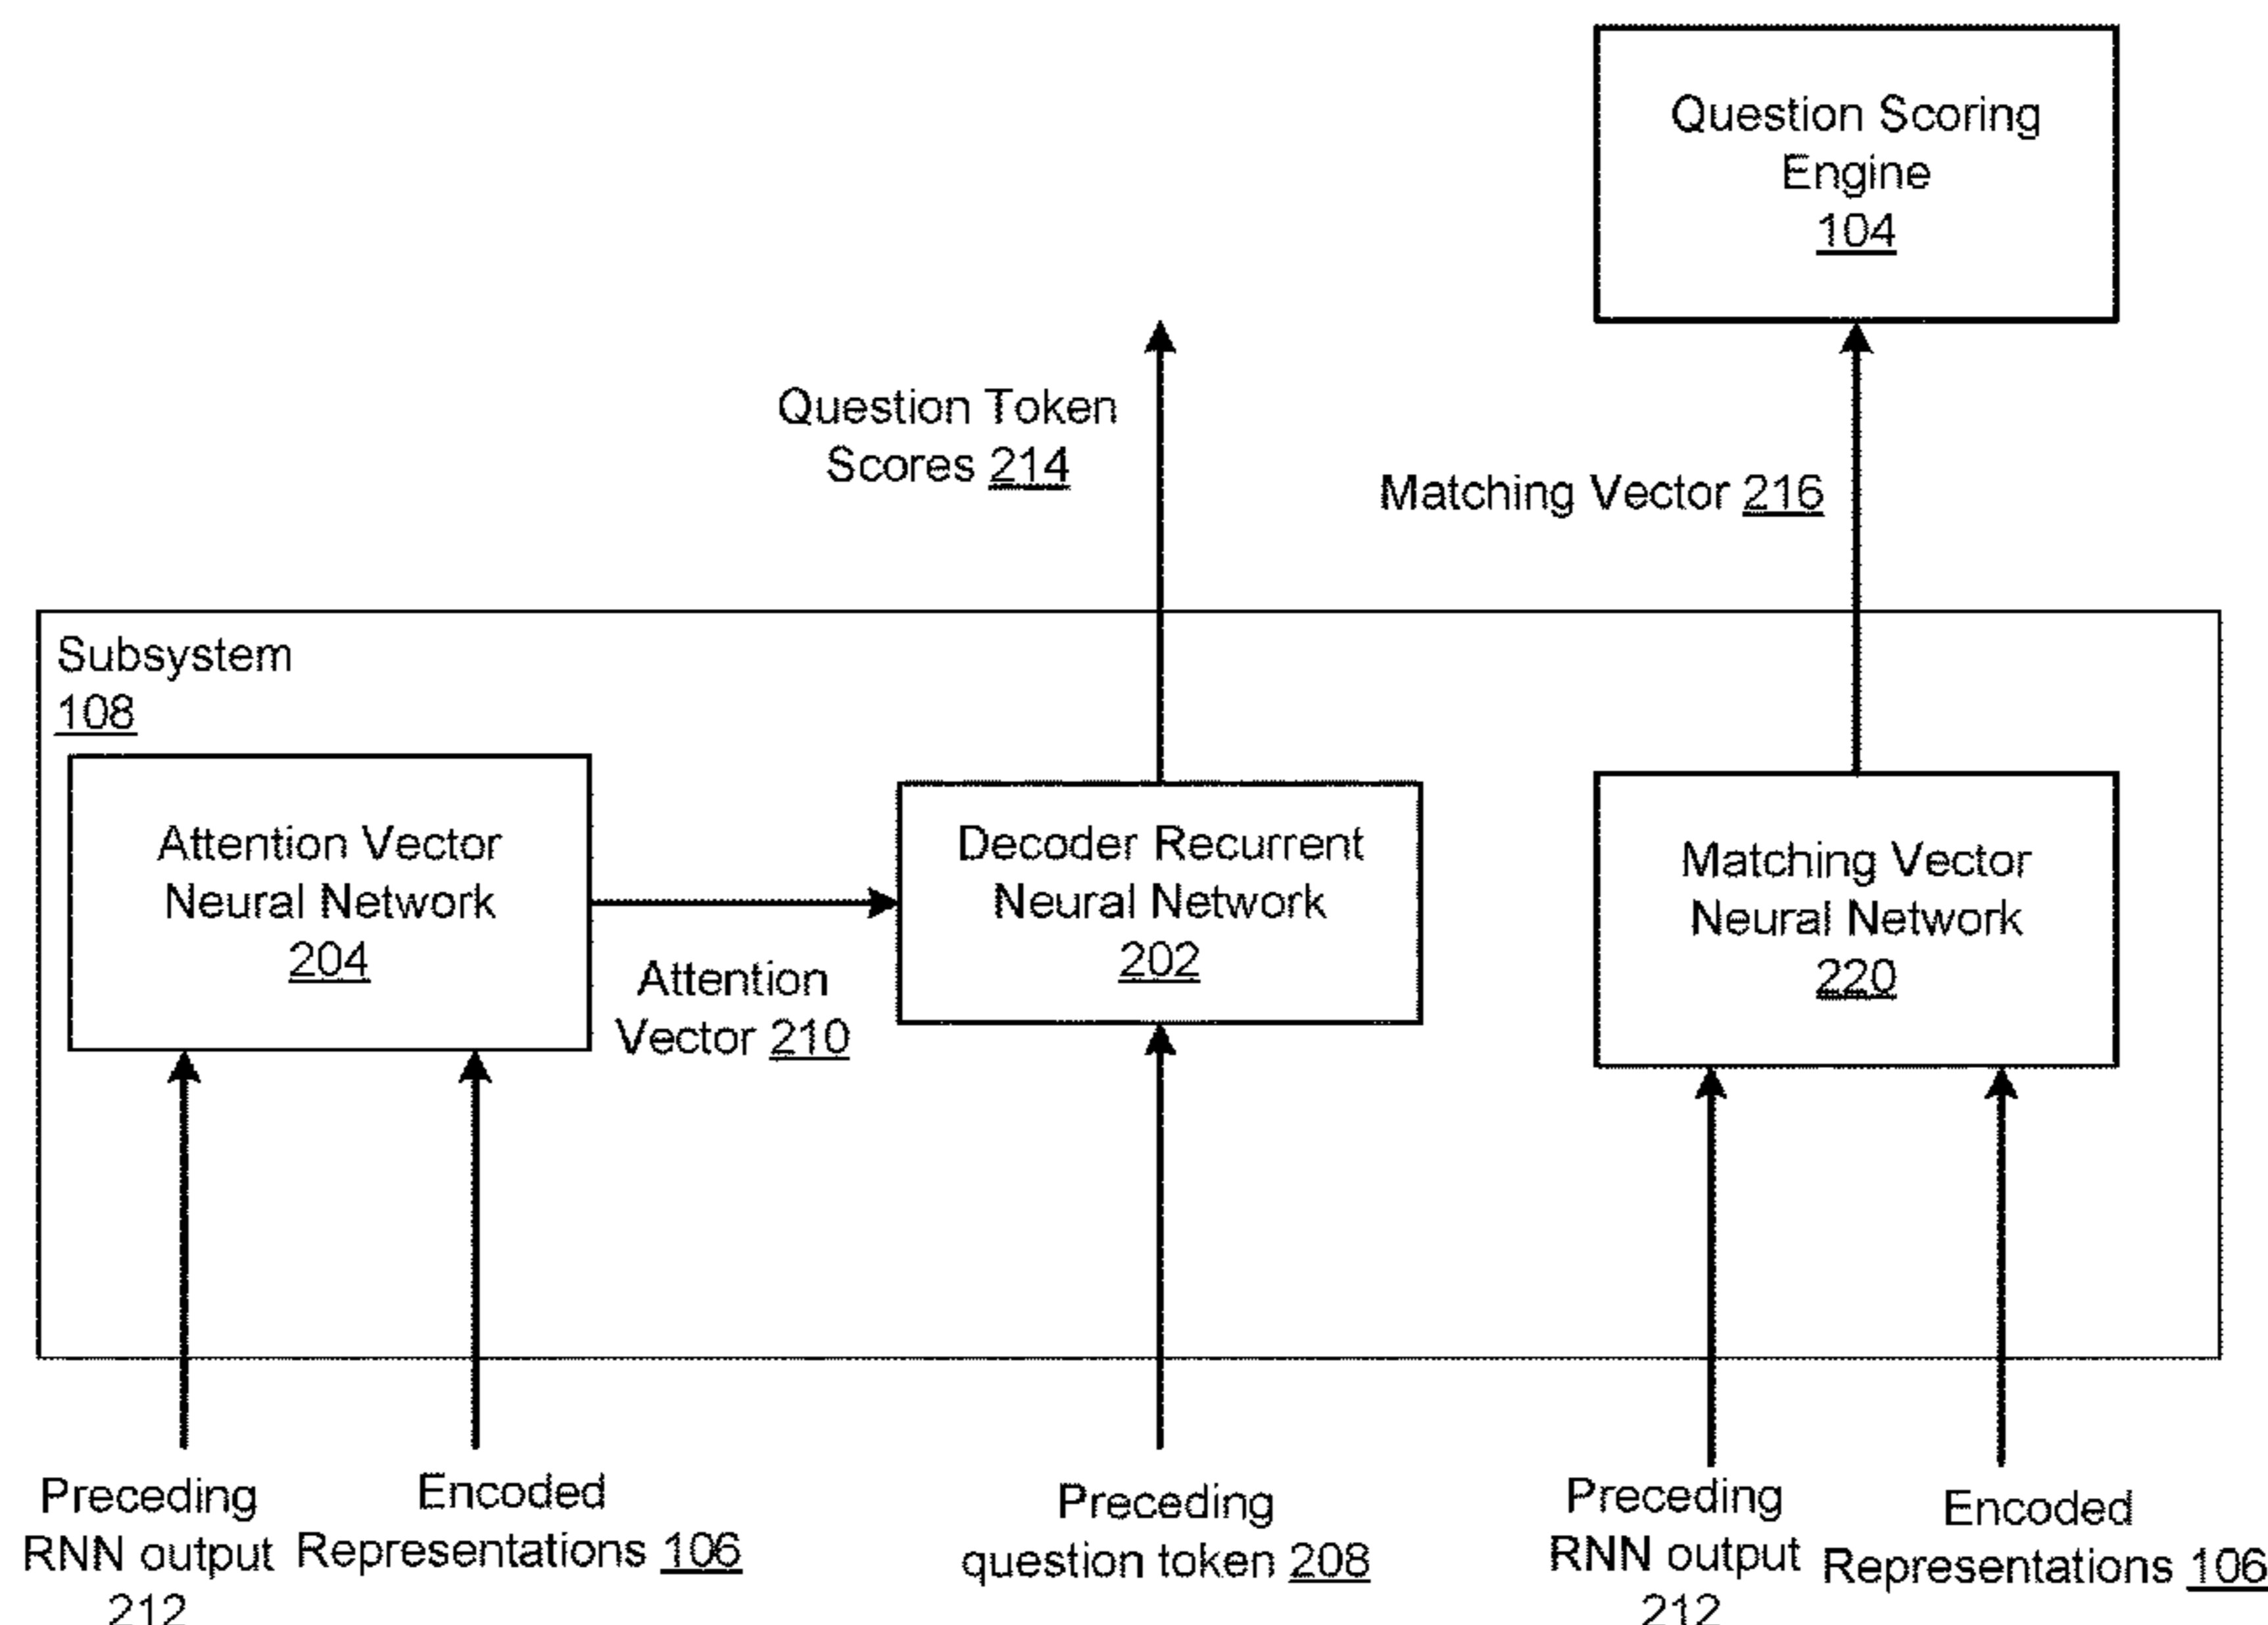 Question Scoring
Engine
104
Question Token
Scores 214
Matching Vector 216
Subsystem
108
Attention Vector
Neural Network
204
Attention
Vector 210
Decoder Recurrent
Neural Network
202
Matching Vector
Neural Network
220
Preceding
RNN output
212
Encoded
Representations 106
Preceding
question token 208
Preceding
RNN output
212
Encoded
Representations 106